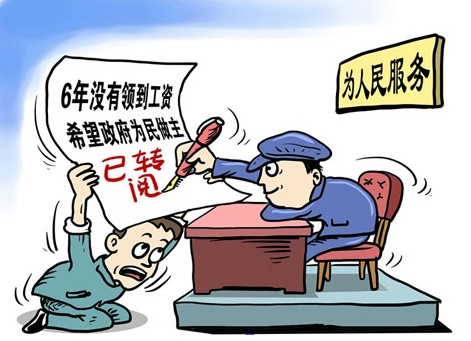 6年没有领到工资
希望政府为民做主
已转
阅
为人民服务